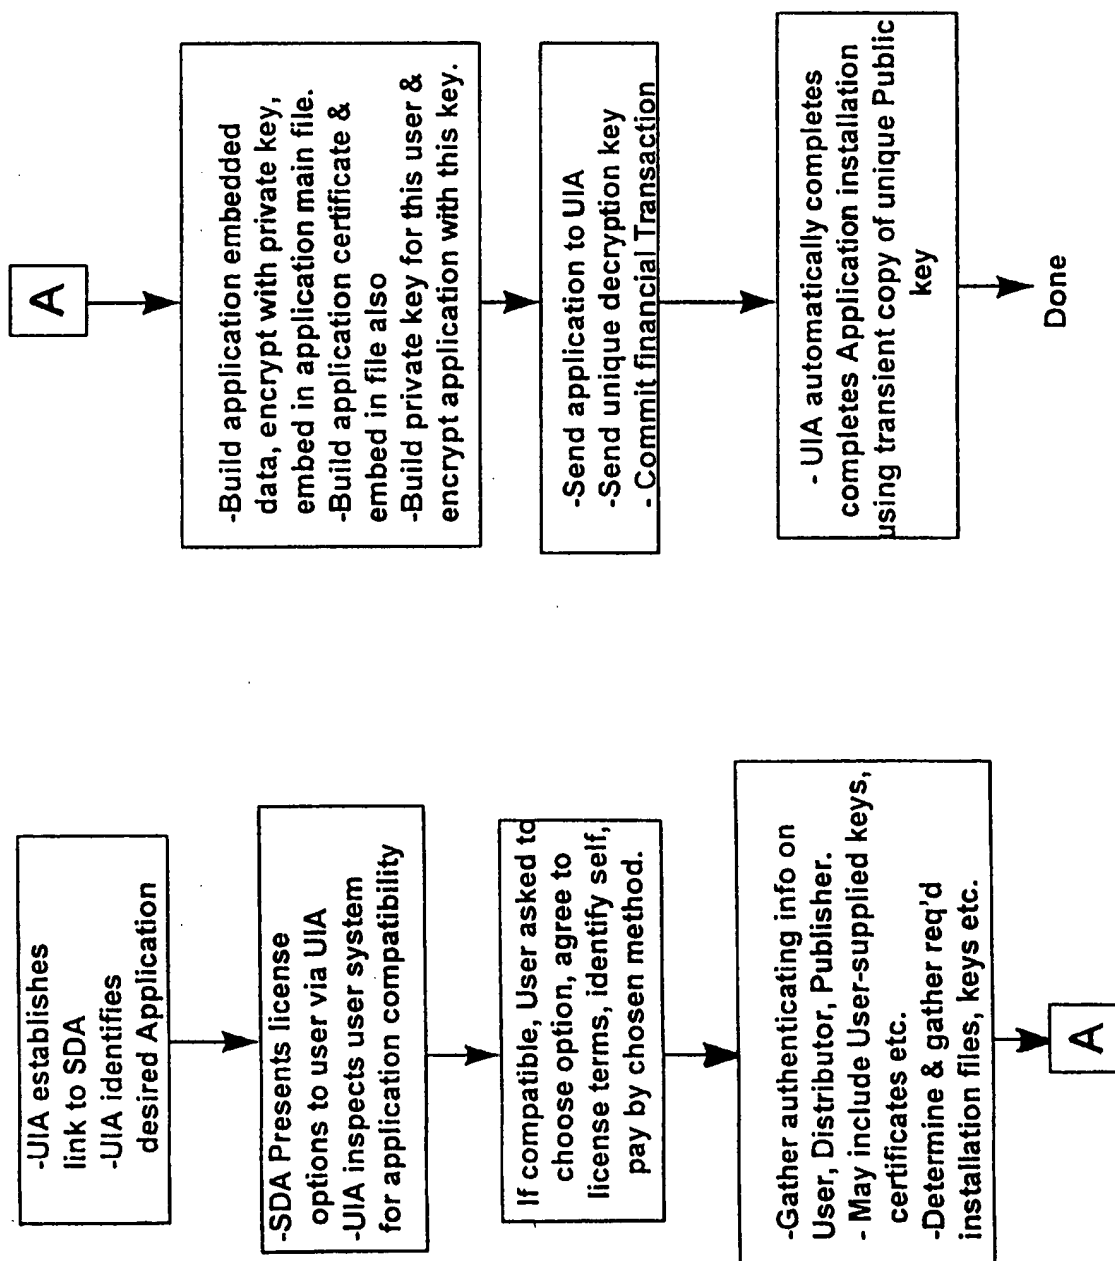 -UIA establishes
link to SDA
-UIA identifies
desired Application
-SDA Presents license
options to user via UIA
-UIA inspects user system
for application compatibility
If compatible, User asked to
choose option, agree to
license terms, identify self,
pay by chosen method.
-Gather authenticating info on
User, Distributor, Publisher.
- May include User-supplied keys,
certificates etc.
-Determine & gather req'd
installation files, keys etc.
A
A
-Build application embedded
data, encrypt with private key,
embed in application main file.
-Build application certificate &
embed in file also
-Build private key for this user &
encrypt application with this key.
-Send application to UIA
-Send unique decryption key
- Commit financial Transaction
- UIA automatically completes
completes Application installation
using transient copy of unique Public
key
Done